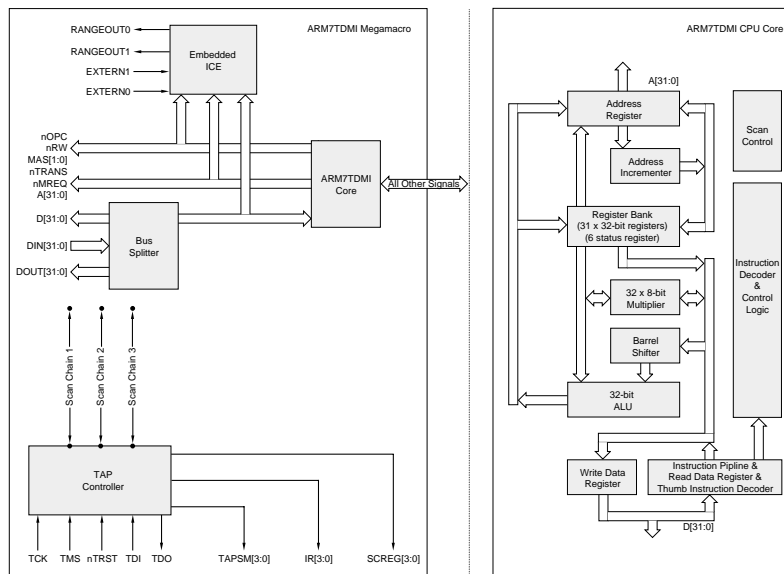 ARM7TDMI Megamacro
RANGEOUT0
RANGEOUT1
EXTERN1
EXTERN0
Embedded
ICE
nOPC
nRW
MAS[1:0]
nTRANS
nMREQ
A[31:0]
ARM7TDMI
Core
All Other Signals
D[31:0]
DIN[31:0]
DOUT[31:0]
Bus
Splitter
Scan Chain 1
Scan Chain 2
Scan Chain 3
TAP
Controller
TCK
TMS
nTRST
TDI
TDO
TAPSM[3:0]
IR[3:0]
SCREG[3:0]
ARM7TDMI CPU Core
A[31:0]
Address
Register
Address
Incrementer
Scan
Control
Register Bank
(31 x 32-bit registers)
(6 status register)
Instruction
Decoder
&
Control
Logic
32 x 8-bit
Multiplier
Barrel
Shifter
32-bit
ALU
Write Data
Register
Instruction Pipline &
Read Data Register &
Thumb Instruction Decoder
D[31:0]